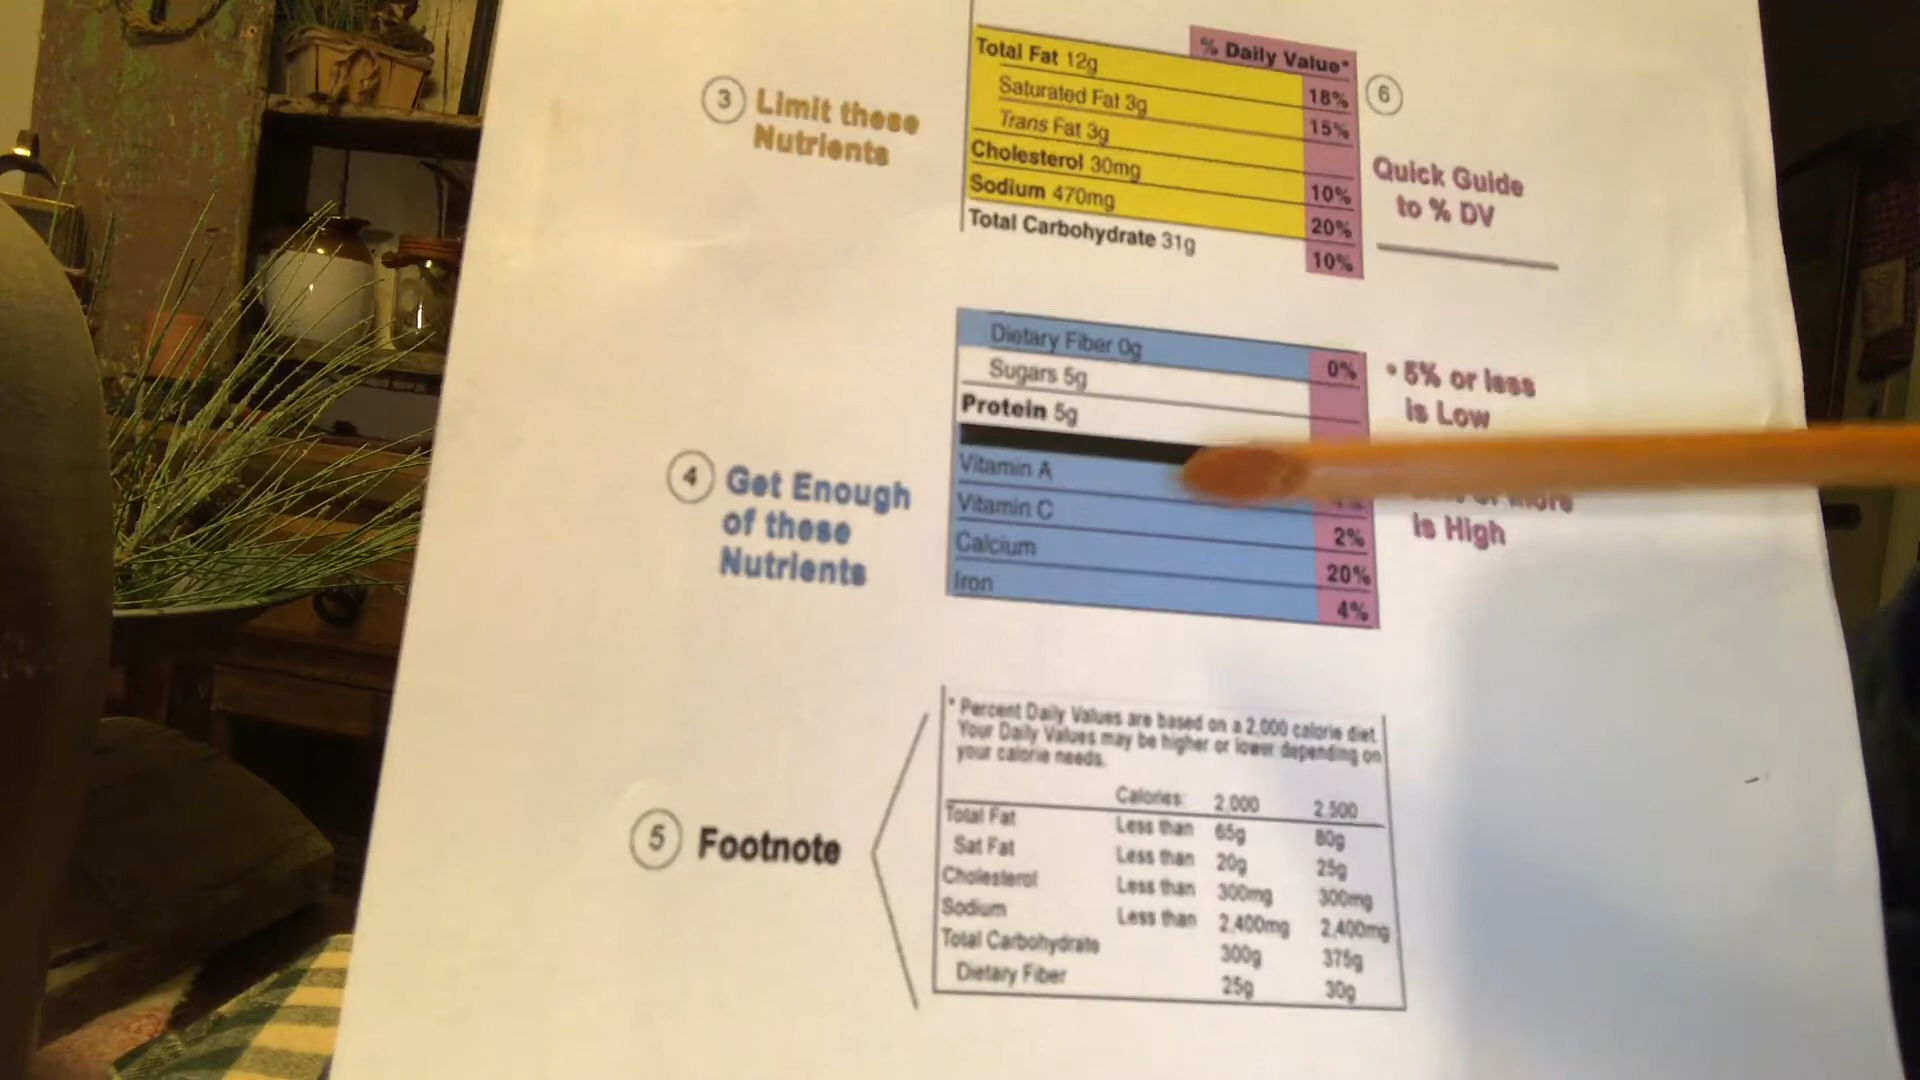 % Daily Value*
Total Fat 12g 18%
Saturated Fat 3g 15%
Trans Fat 3g
Cholesterol 30mg 10%
Sodium 470mg 20%
Total Carbohydrate 31g 10%
3 Limit these
Nutrients
6
Quick Guide
to % DV
Dietary Fiber 0g 0%
Sugars 5g
Protein 5g
Vitamin A
Vitamin C 2%
Calcium 20%
Iron 4%
4 Get Enough
of these
Nutrients
• 5% or less
is Low
or more
is High
5 Footnote
* Percent Daily Values are based on a 2,000 calorie diet.
Your Daily Values may be higher or lower depending on
your calorie needs.
Calories: 2,000 2,500
Total Fat Less than 65g 80g
Sat Fat Less than 20g 25g
Cholesterol Less than 300mg 300mg
Sodium Less than 2,400mg 2,400mg
Total Carbohydrate 300g 375g
Dietary Fiber 25g 30g